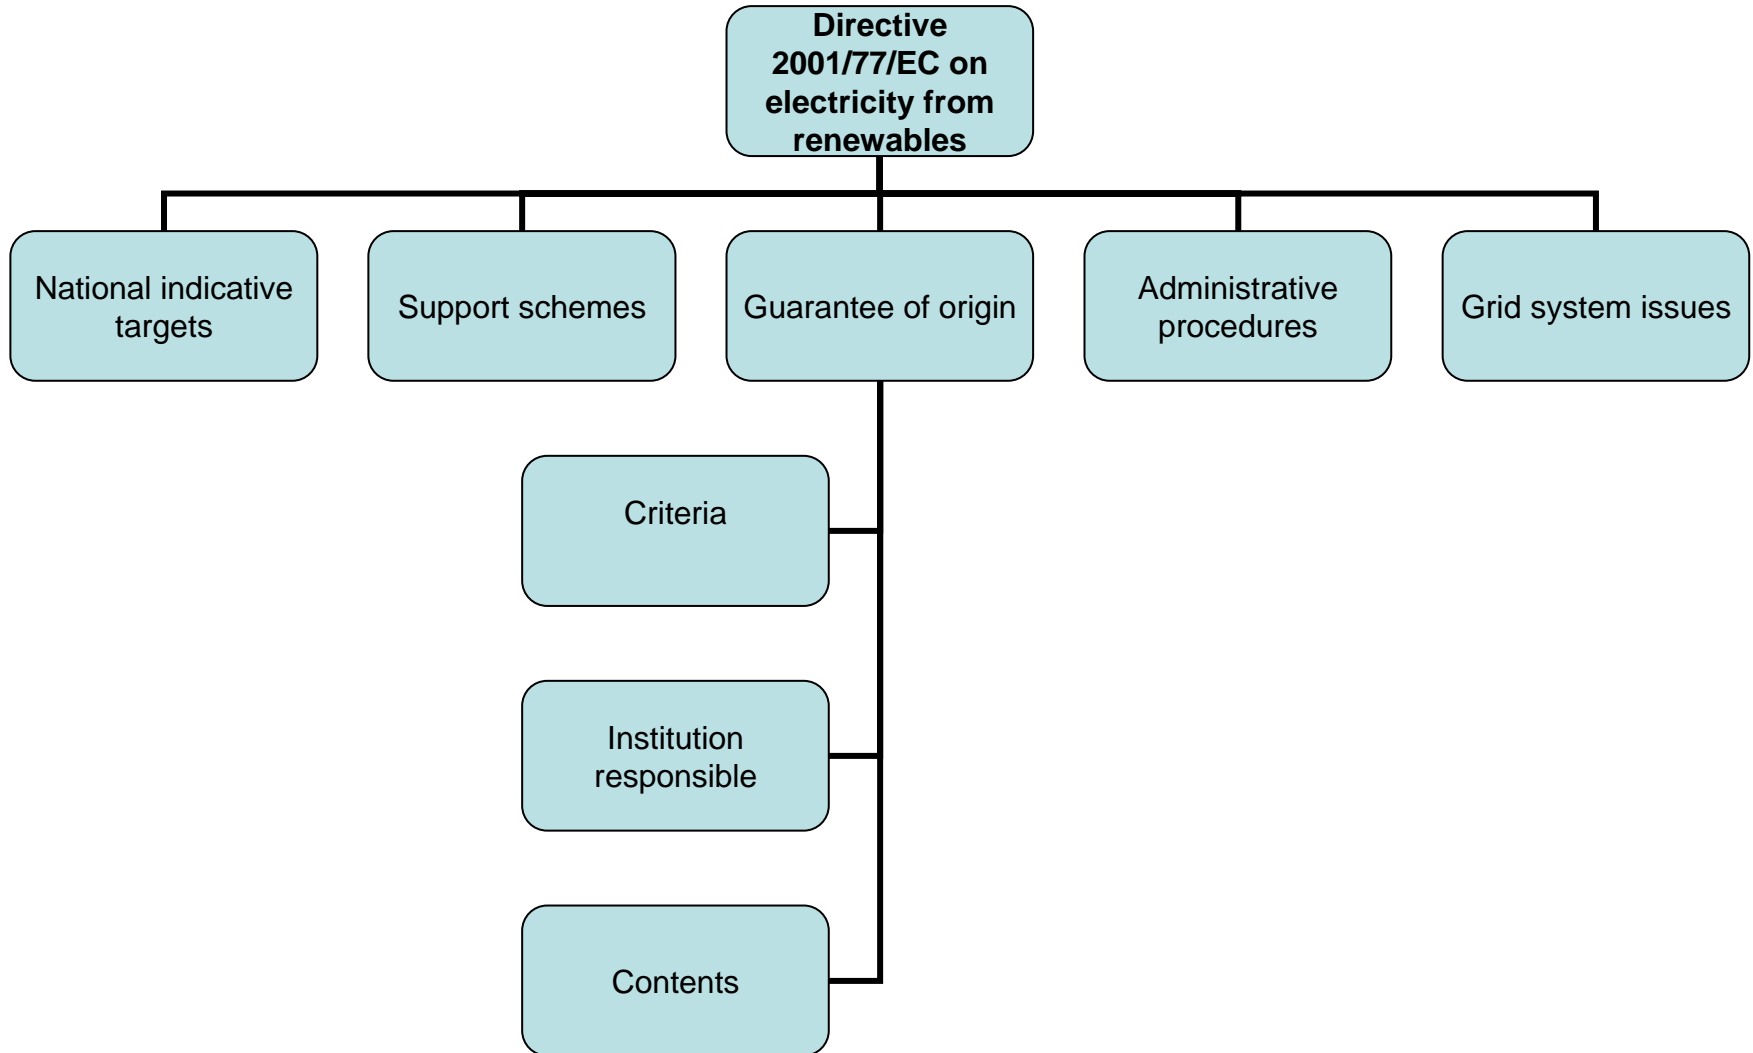 Directive
2001/77/EC on
electricity from
renewables
National indicative
targets
Support schemes
Guarantee of origin
Administrative
procedures
Grid system issues
Criteria
Institution
responsible
Contents